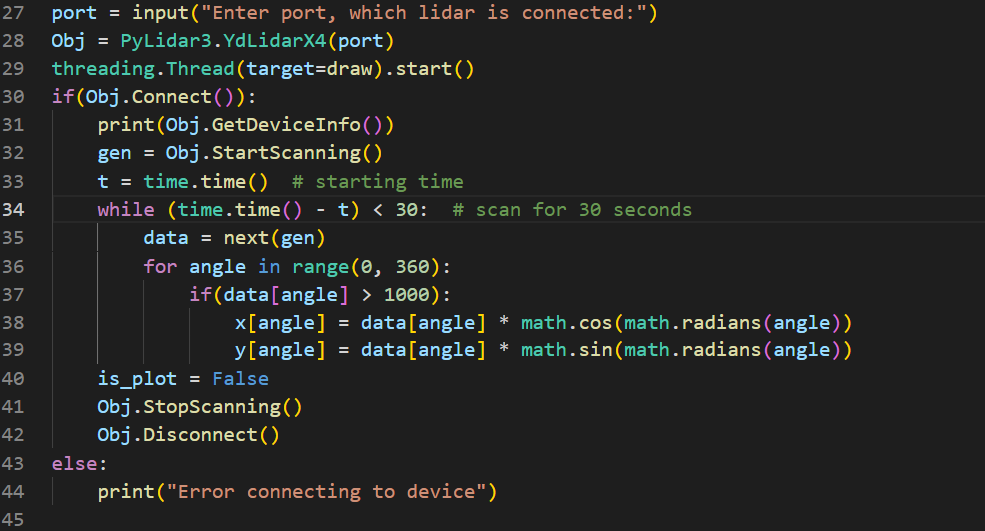 27 port = input("Enter port, which lidar is connected:")
28 Obj = PyLidar3.YdLidarX4(port)
29 threading.Thread(target=draw).start()
30 if(Obj.Connect()):
31     print(Obj.GetDeviceInfo())
32     gen = Obj.StartScanning()
33     t = time.time()  # starting time
34     while (time.time() - t) < 30:  # scan for 30 seconds
35         data = next(gen)
36         for angle in range(0, 360):
37             if(data[angle] > 1000):
38                 x[angle] = data[angle] * math.cos(math.radians(angle))
39                 y[angle] = data[angle] * math.sin(math.radians(angle))
40     is_plot = False
41     Obj.StopScanning()
42     Obj.Disconnect()
43 else:
44     print("Error connecting to device")
45